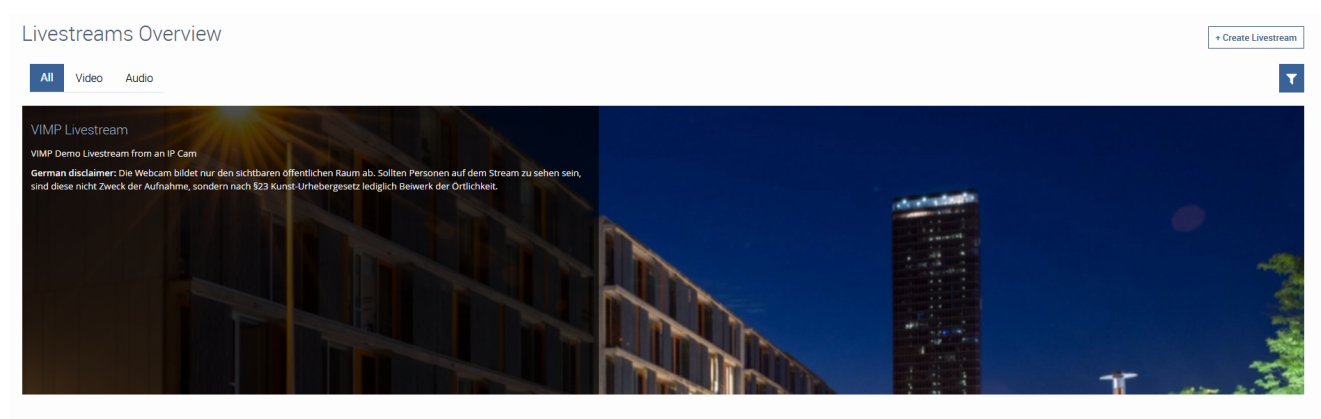 Livestreams Overview
+ Create Livestream
All Video Audio
VIMP Livestream
VIMP Demo Livestream from an IP Cam
German disclaimer: Die Webcam bildet nur den sichtbaren öffentlichen Raum ab. Sollten Personen auf dem Stream zu sehen sein,
sind diese nicht Zweck der Aufnahme, sondern nach §23 Kunst-Urhebergesetz lediglich Beiwerk der Örtlichkeit.